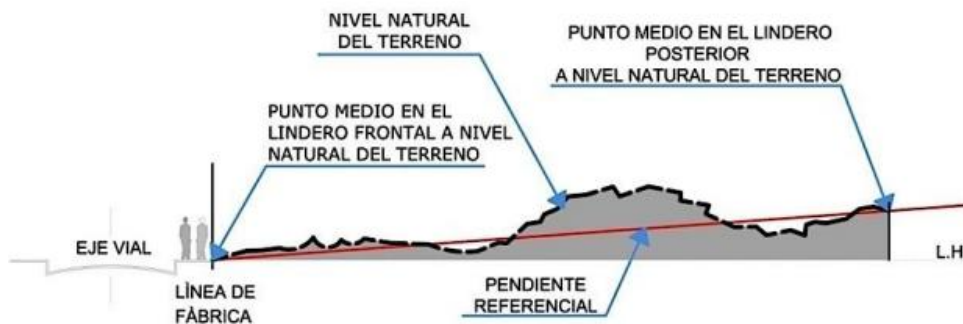 NIVEL NATURAL
DEL TERRENO
PUNTO MEDIO EN EL LINDERO
POSTERIOR
A NIVEL NATURAL DEL TERRENO
PUNTO MEDIO EN EL
LINDERO FRONTAL A NIVEL
NATURAL DEL TERRENO
EJE VIAL
L.H
LÌNEA DE
FÀBRICA
PENDIENTE
REFERENCIAL